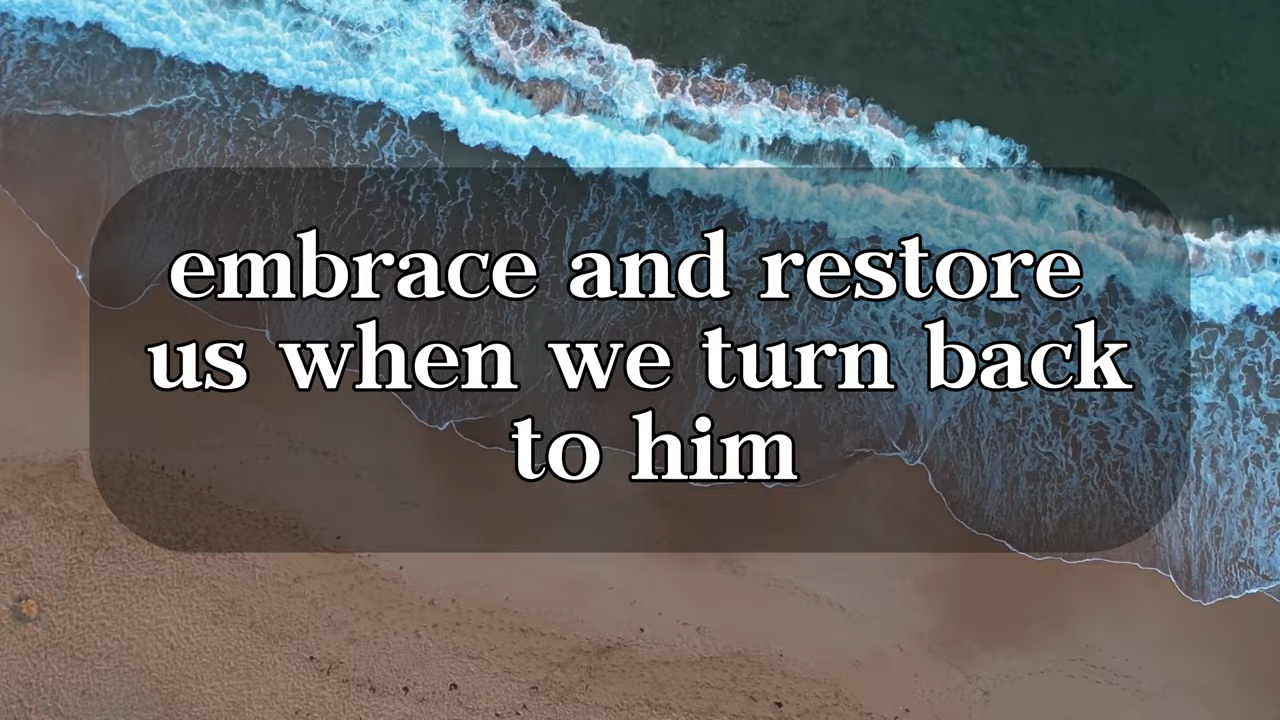 embrace and restore
us when we turn back
to him